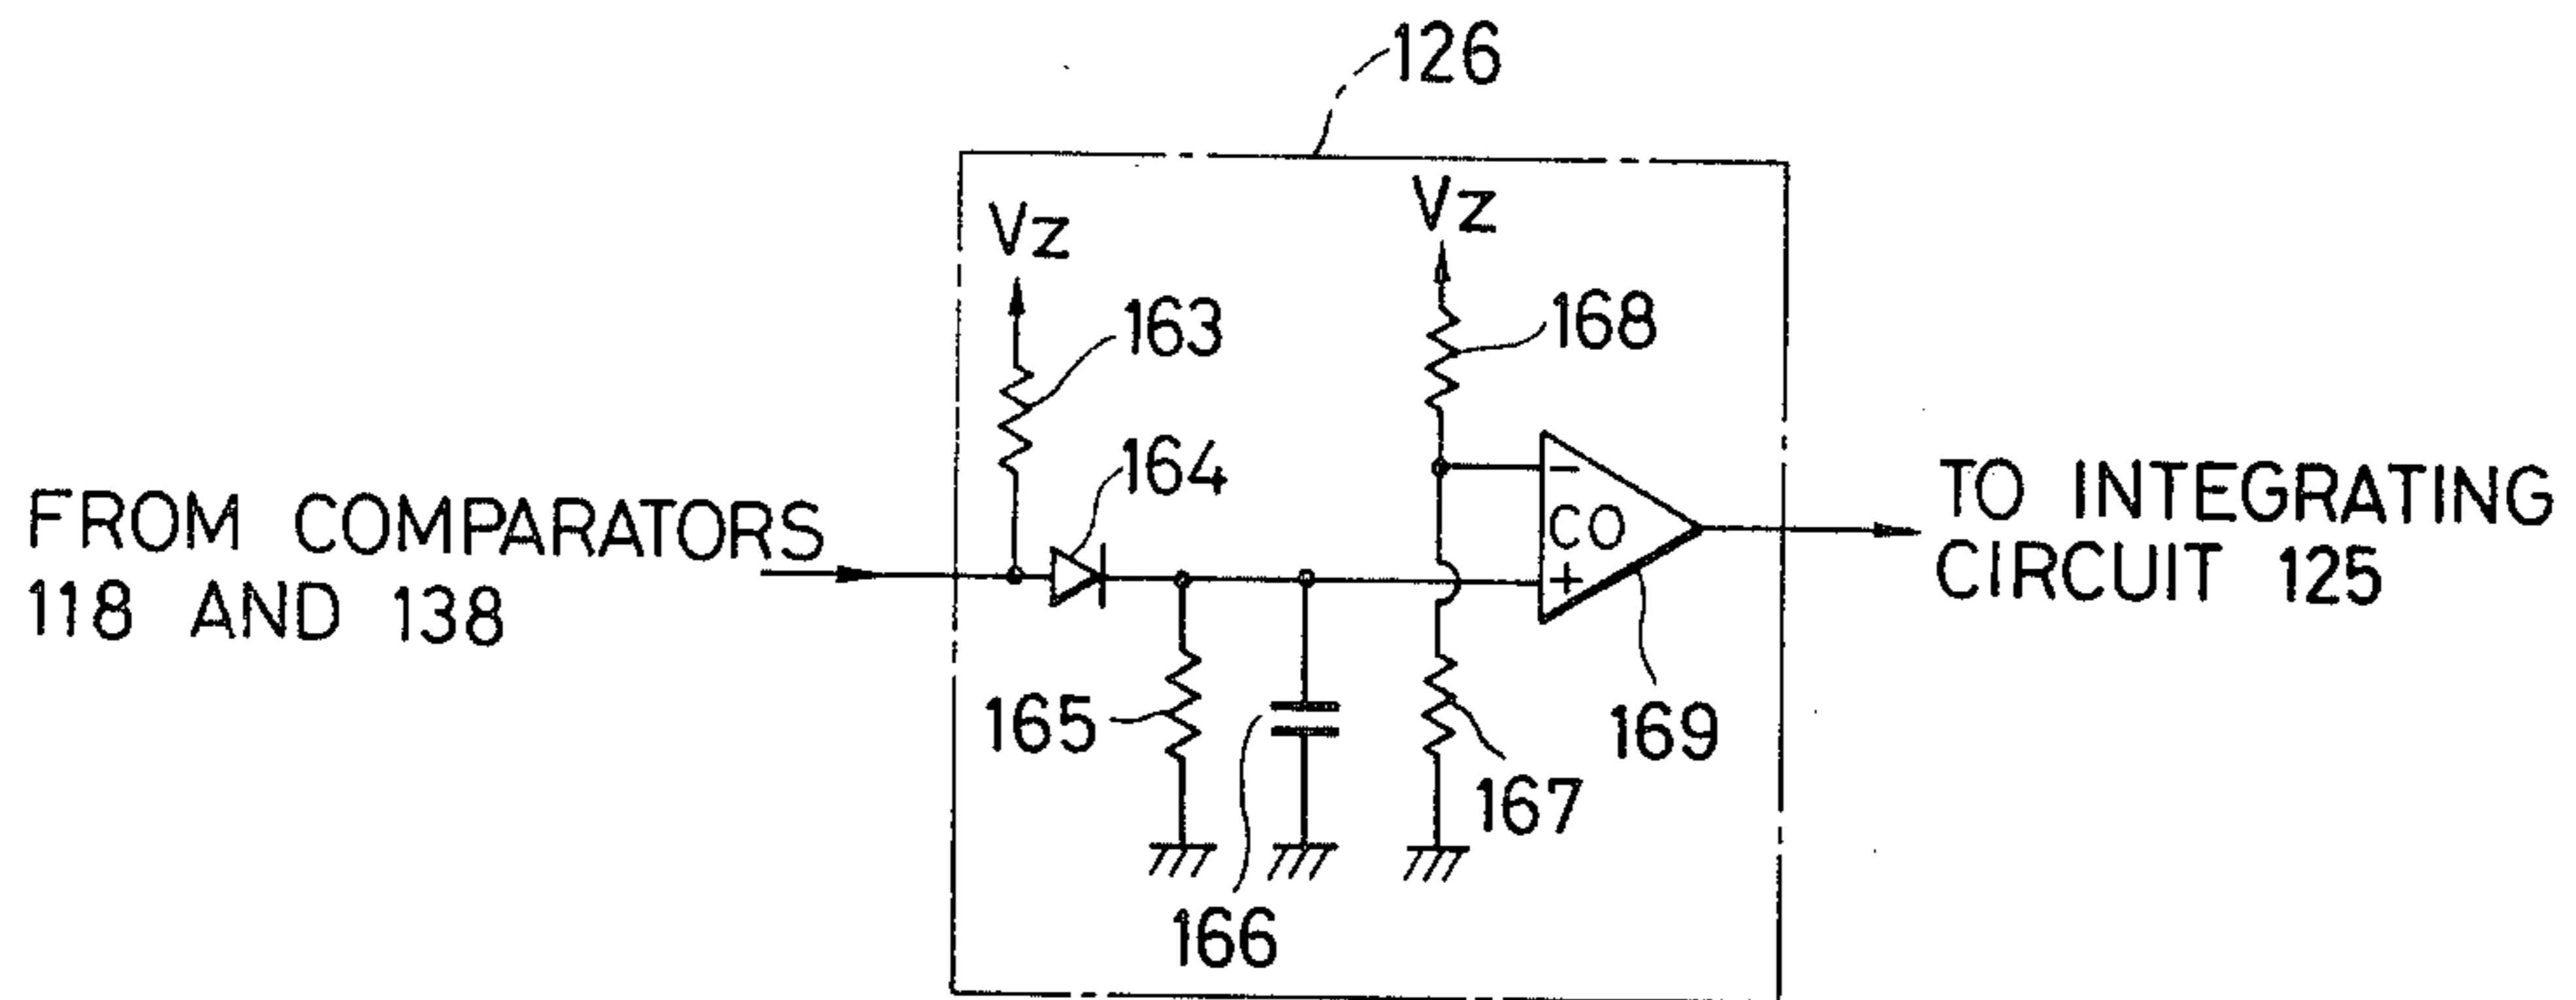 126
Vz
Vz
163
168
164
FROM COMPARATORS
118 AND 138
-
CO
+
TO INTEGRATING
CIRCUIT 125
165
169
167
166